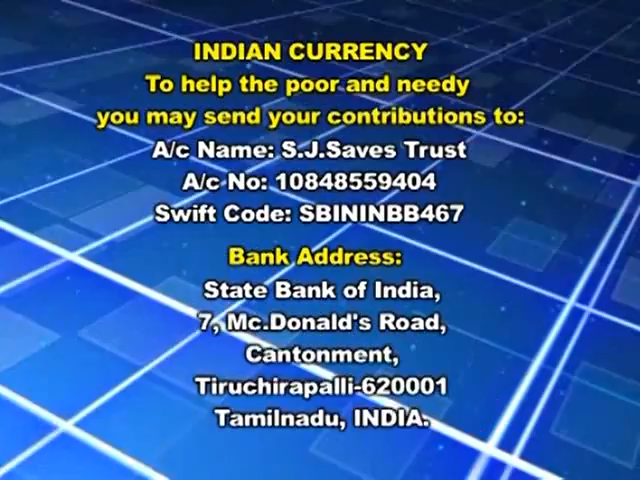 INDIAN CURRENCY
To help the poor and needy
you may send your contributions to:
A/c Name: S.J.Saves Trust
A/c No: 10848559404
Swift Code: SBININBB467
Bank Address:
State Bank of India,
7, Mc.Donald's Road,
Cantonment,
Tiruchirapalli-620001
Tamilnadu, INDIA.